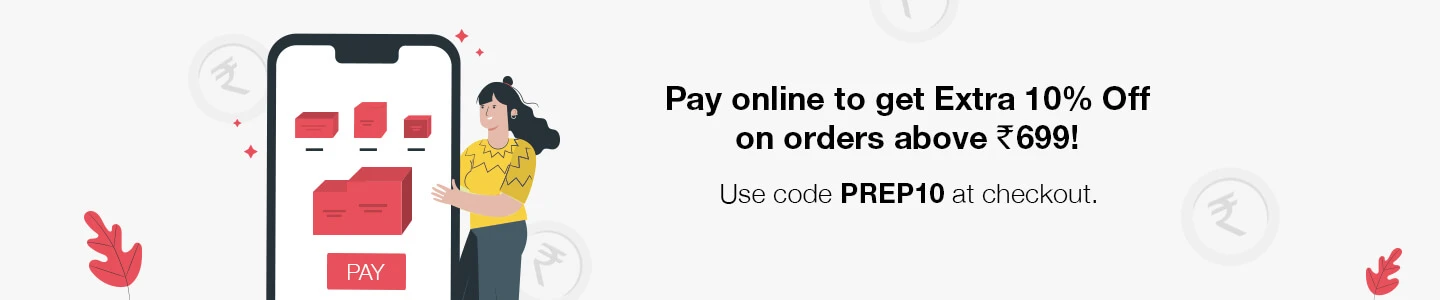 Pay online to get Extra 10% Off
on orders above ₹699!
Use code PREP10 at checkout.
PAY